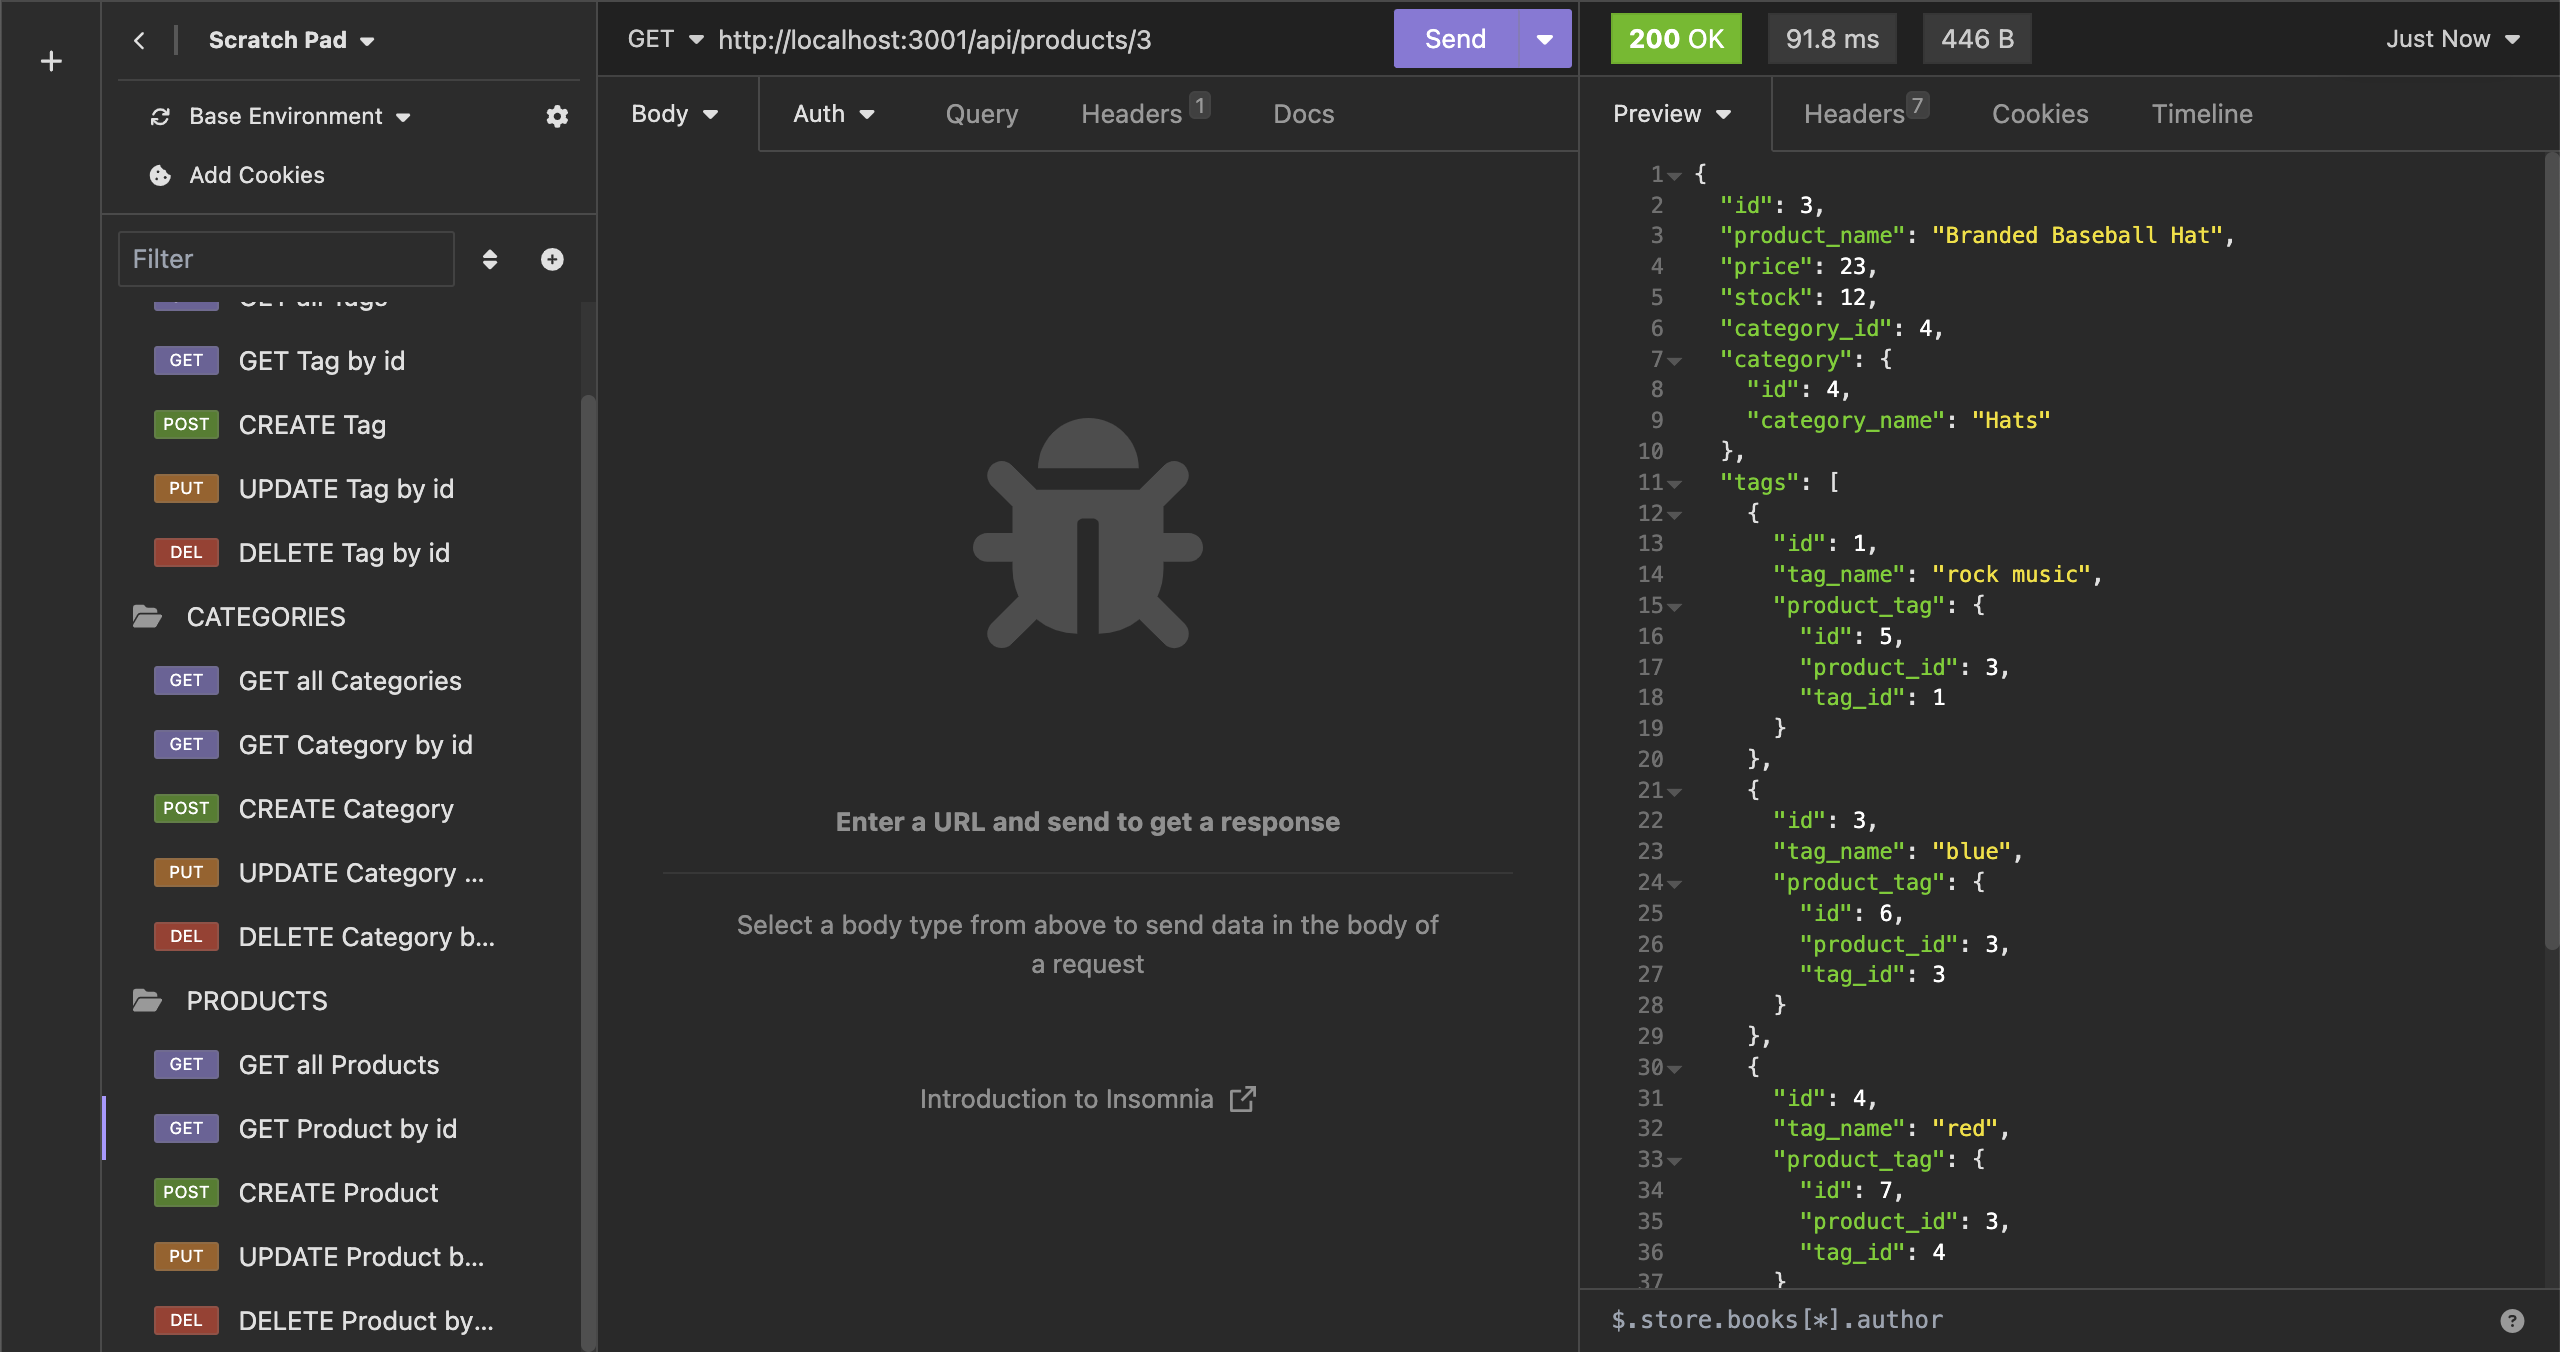 +
Scratch Pad
Base Environment
Add Cookies
Filter
GET all Tags
GET GET Tag by id
POST CREATE Tag
PUT UPDATE Tag by id
DEL DELETE Tag by id
CATEGORIES
GET GET all Categories
GET GET Category by id
POST CREATE Category
PUT UPDATE Category ...
DEL DELETE Category b...
PRODUCTS
GET GET all Products
GET GET Product by id
POST CREATE Product
PUT UPDATE Product b...
DEL DELETE Product by...
GET http://localhost:3001/api/products/3 Send
Body Auth Query Headers 1 Docs
Enter a URL and send to get a response
Select a body type from above to send data in the body of
a request
Introduction to Insomnia
200 OK 91.8 ms 446 B Just Now
Preview Headers 7 Cookies Timeline
1 {
2 "id": 3,
3 "product_name": "Branded Baseball Hat",
4 "price": 23,
5 "stock": 12,
6 "category_id": 4,
7 "category": {
8 "id": 4,
9 "category_name": "Hats"
10 },
11 "tags": [
12 {
13 "id": 1,
14 "tag_name": "rock music",
15 "product_tag": {
16 "id": 5,
17 "product_id": 3,
18 "tag_id": 1
19 }
20 },
21 {
22 "id": 3,
23 "tag_name": "blue",
24 "product_tag": {
25 "id": 6,
26 "product_id": 3,
27 "tag_id": 3
28 }
29 },
30 {
31 "id": 4,
32 "tag_name": "red",
33 "product_tag": {
34 "id": 7,
35 "product_id": 3,
36 "tag_id": 4
37 }
$.store.books[*].author ?